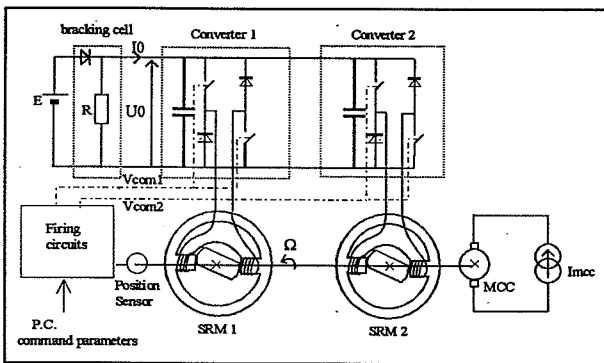 bracking cell
Converter 1
Converter 2
I0
E
R
U0
Vcom1
Vcom2
Firing
circuits
Ω
Position
Sensor
MCC
Imcc
SRM 1
SRM 2
P.C.
command parameters